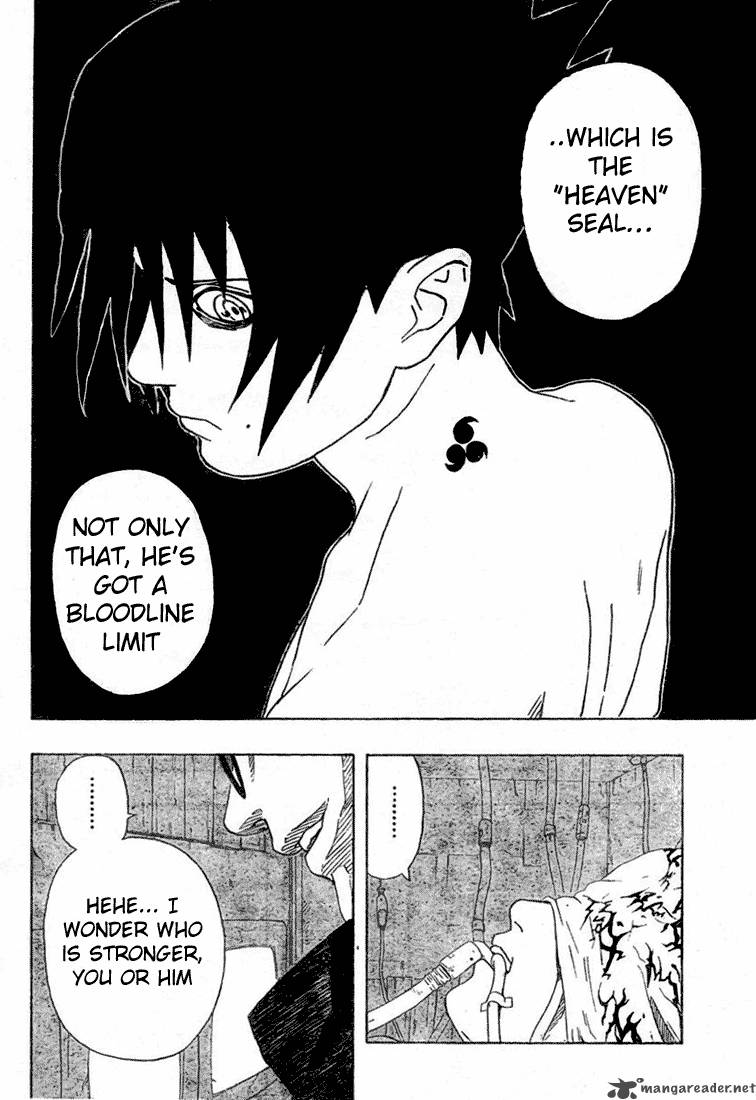 ..WHICH IS
THE
"HEAVEN"
SEAL...
NOT ONLY
THAT, HE'S
GOT A
BLOODLINE
LIMIT
........
........
HEHE... I
WONDER WHO
IS STRONGER,
YOU OR HIM
mangareader.net